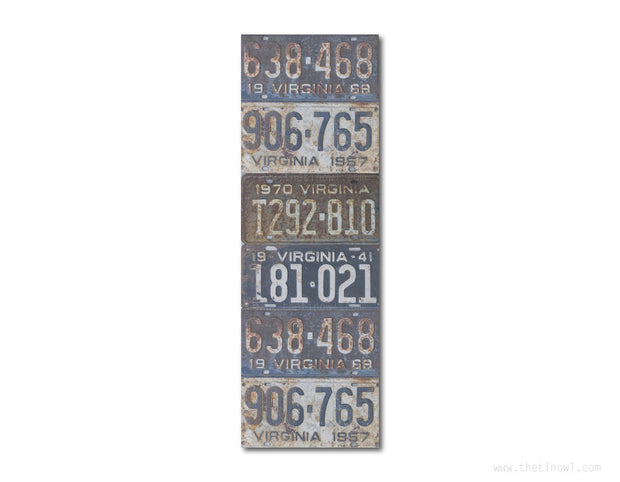 638·468
19 VIRGINIA 68
906·765
VIRGINIA 1957
1970 VIRGINIA
T292·810
19 - VIRGINIA - 41
181·021
638·468
19 VIRGINIA 68
906·765
VIRGINIA 1957
www.thetinowl.com